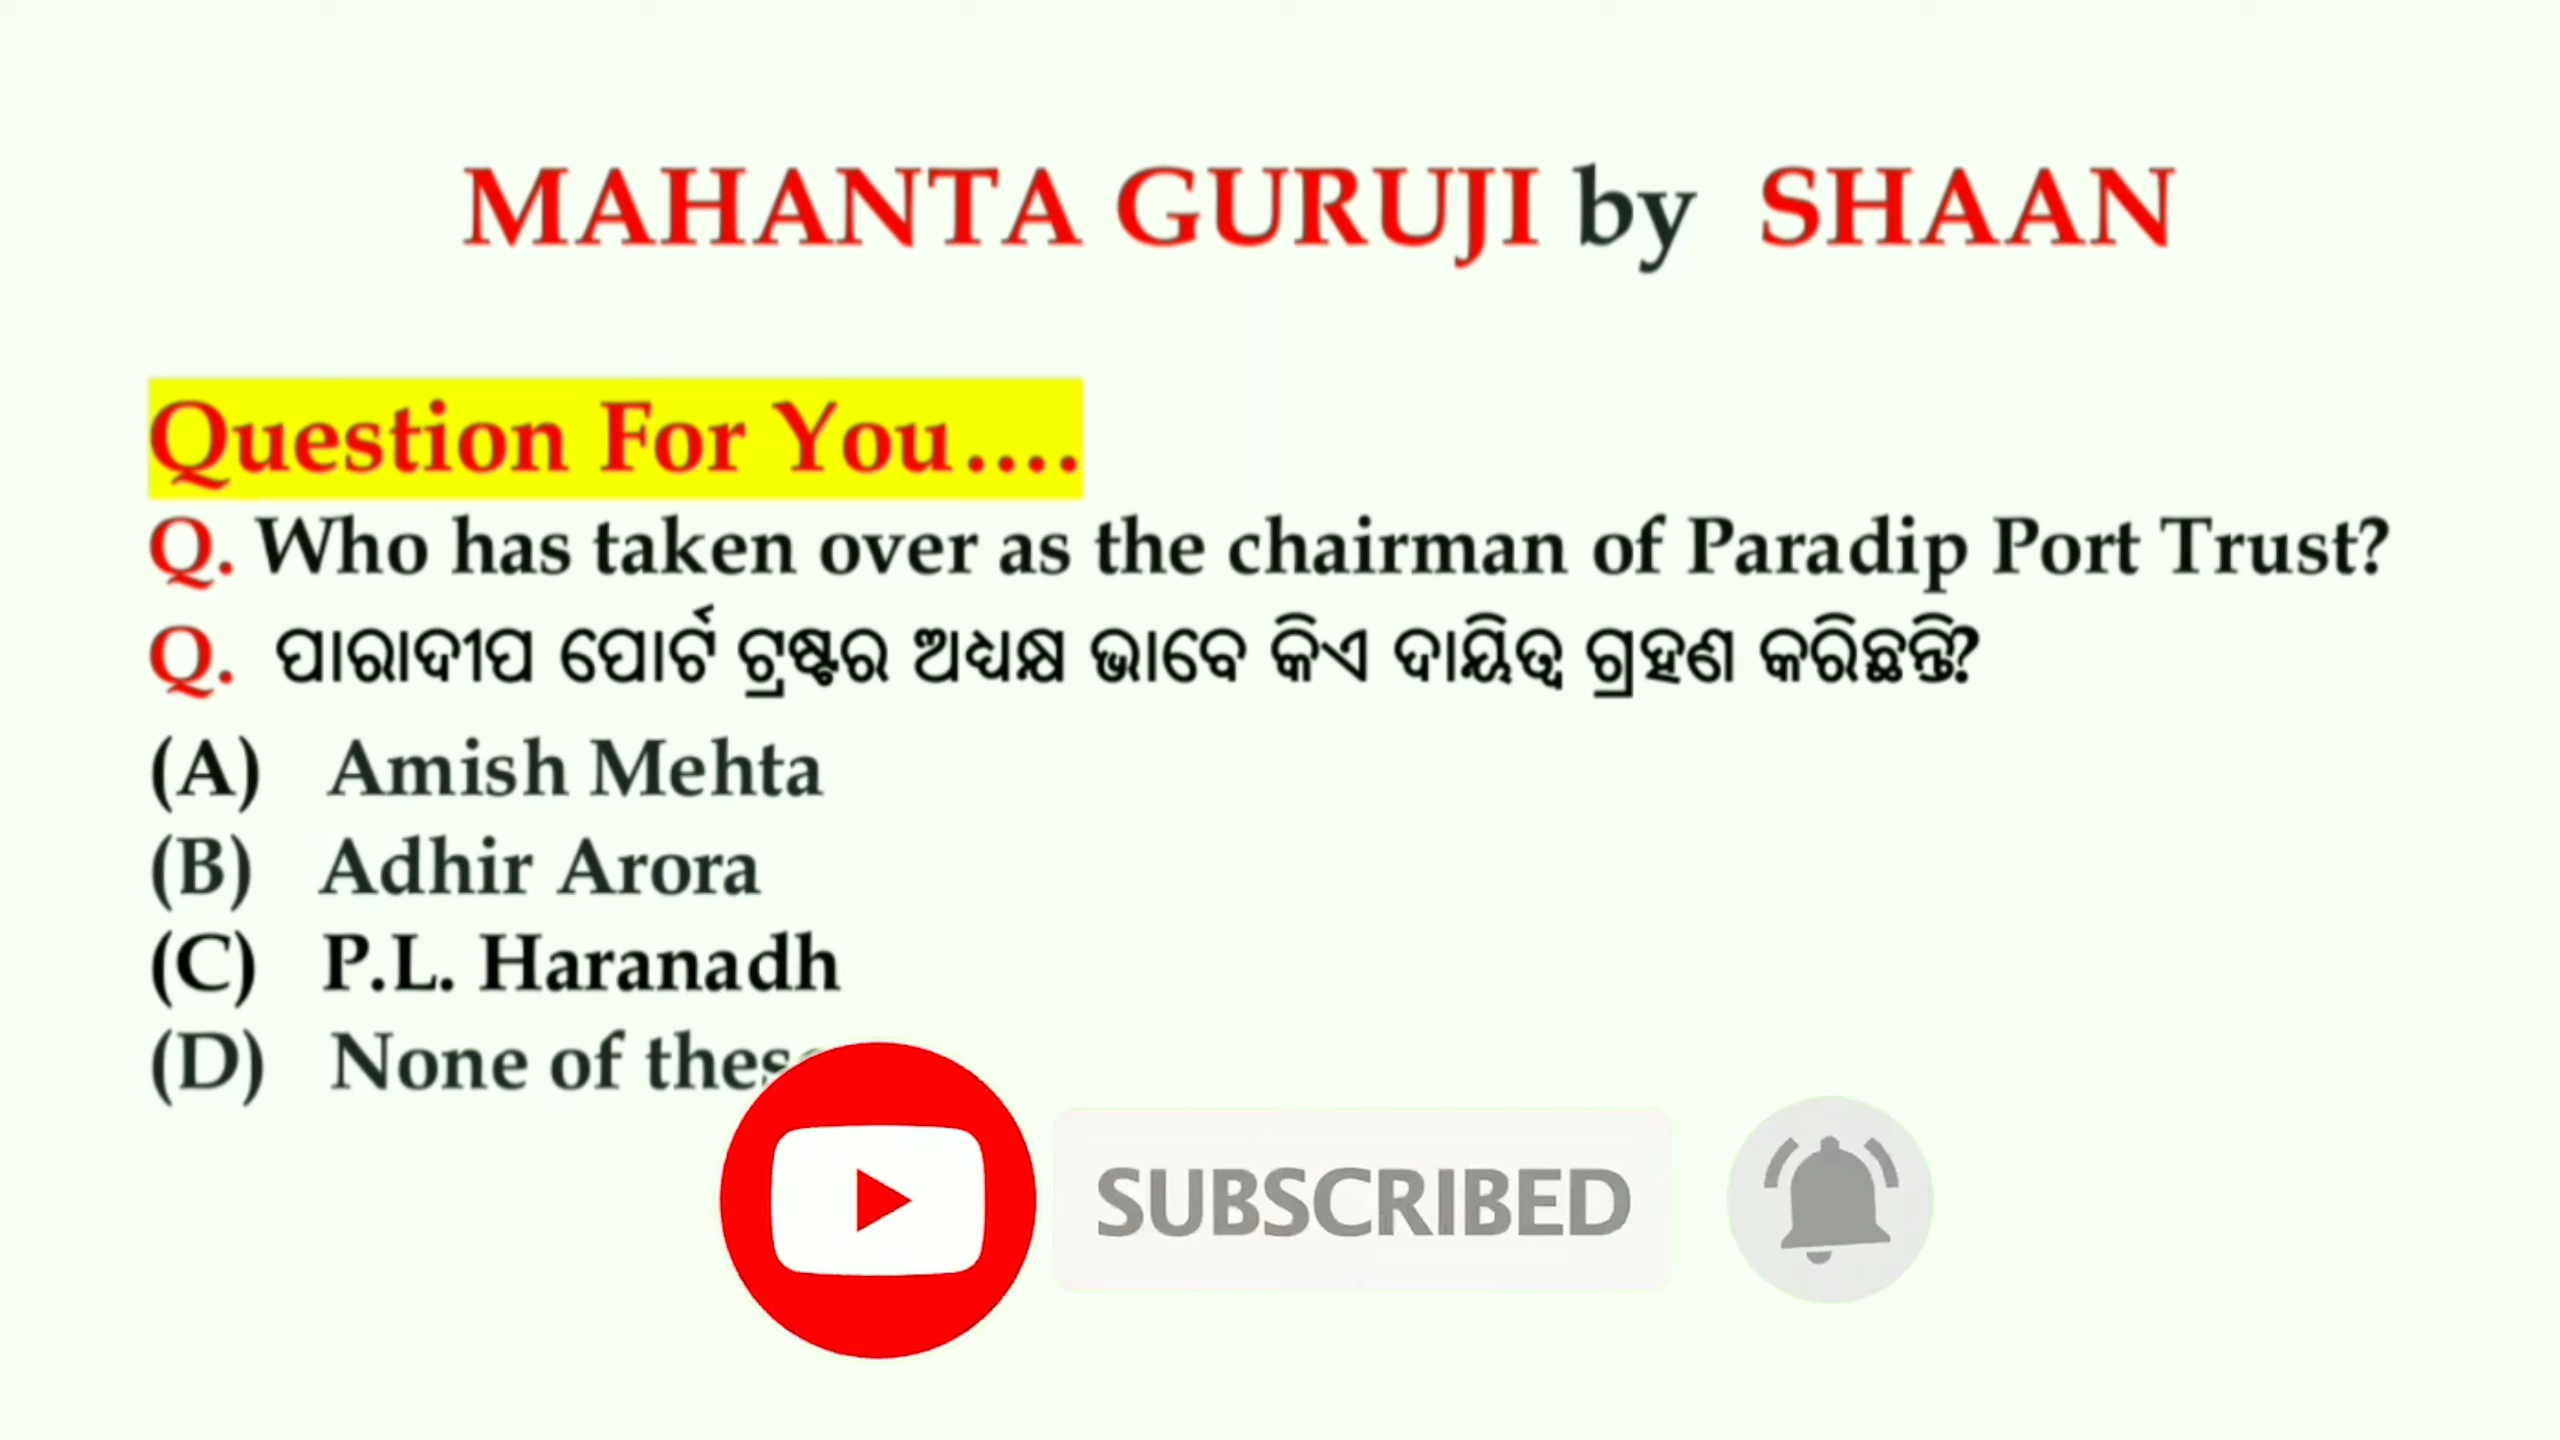 MAHANTA GURUJI by SHAAN
Question For You....
Q. Who has taken over as the chairman of Paradip Port Trust?
Q. ପାରାଦୀପ ପୋର୍ଟ ଟ୍ରଷ୍ଟର ଅଧ୍ୟକ୍ଷ ଭାବେ କିଏ ଦାୟିତ୍ୱ ଗ୍ରହଣ କରିଛନ୍ତି?
(A) Amish Mehta
(B) Adhir Arora
(C) P.L. Haranadh
(D) None of
SUBSCRIBED